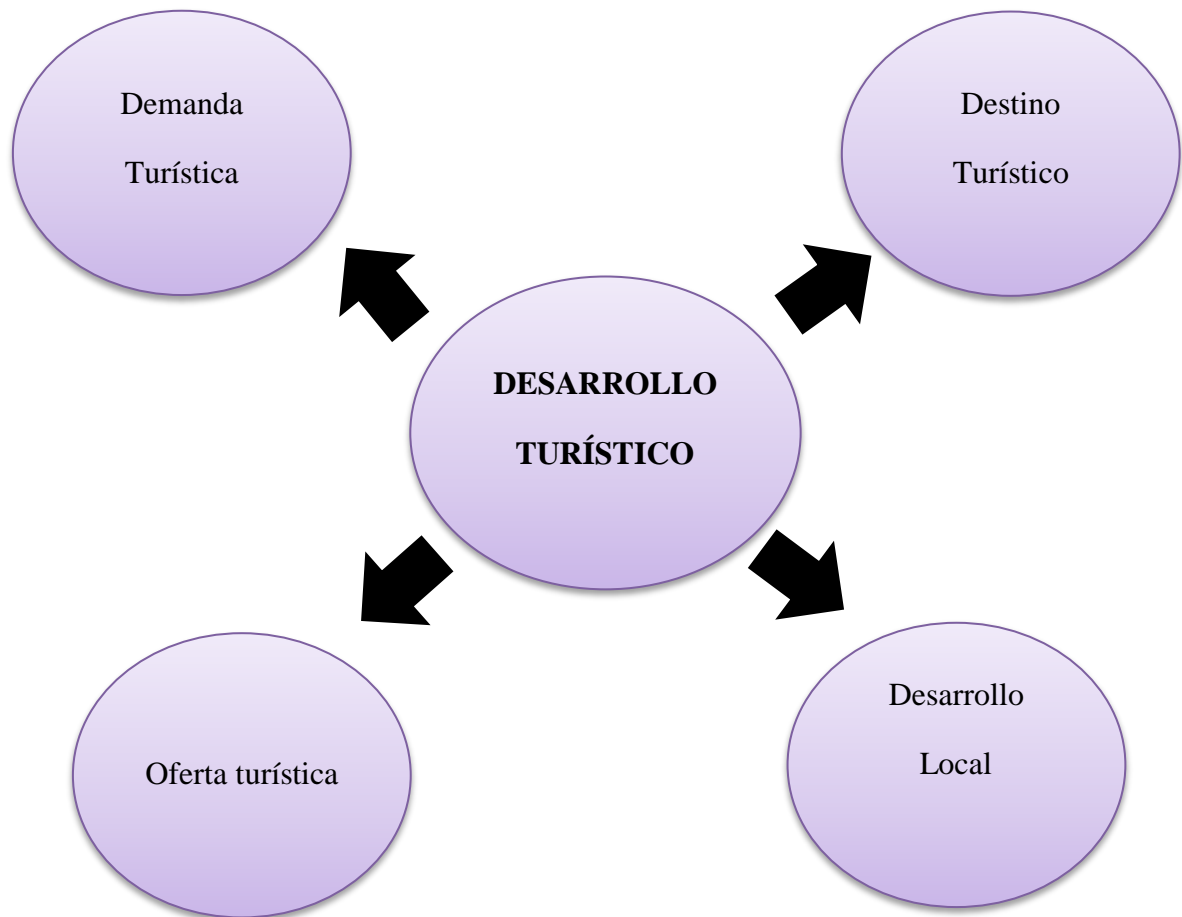 Demanda
Turística
Destino
Turístico
DESARROLLO
TURÍSTICO
Oferta turística
Desarrollo
Local